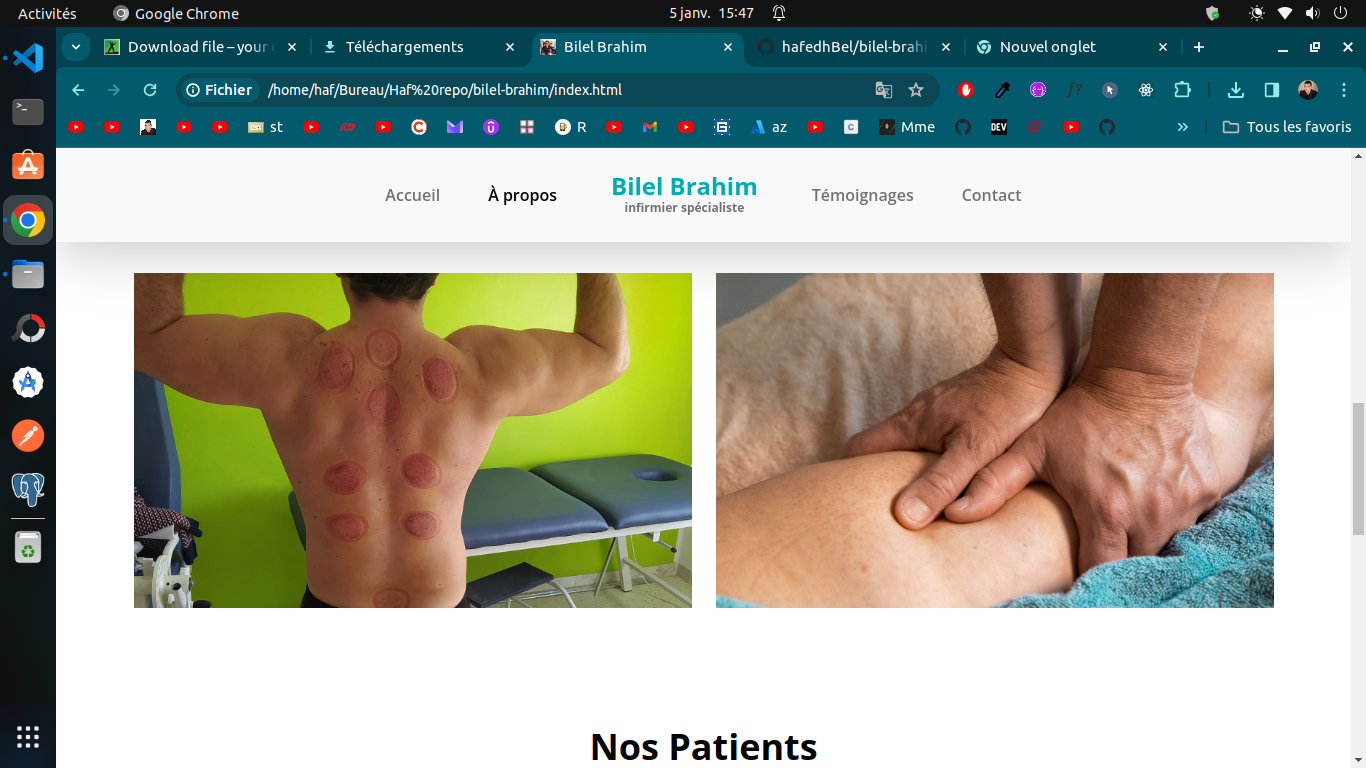 Activités
Google Chrome
5 janv. 15:47
Download file – your
Téléchargements
Bilel Brahim
hafedhBel/bilel-brahi
Nouvel onglet
Fichier
/home/haf/Bureau/Haf%20repo/bilel-brahim/index.html
f?
st
R
az
Mme
DEV
»
Tous les favoris
Accueil
À propos
Bilel Brahim
infirmier spécialiste
Témoignages
Contact
Nos Patients